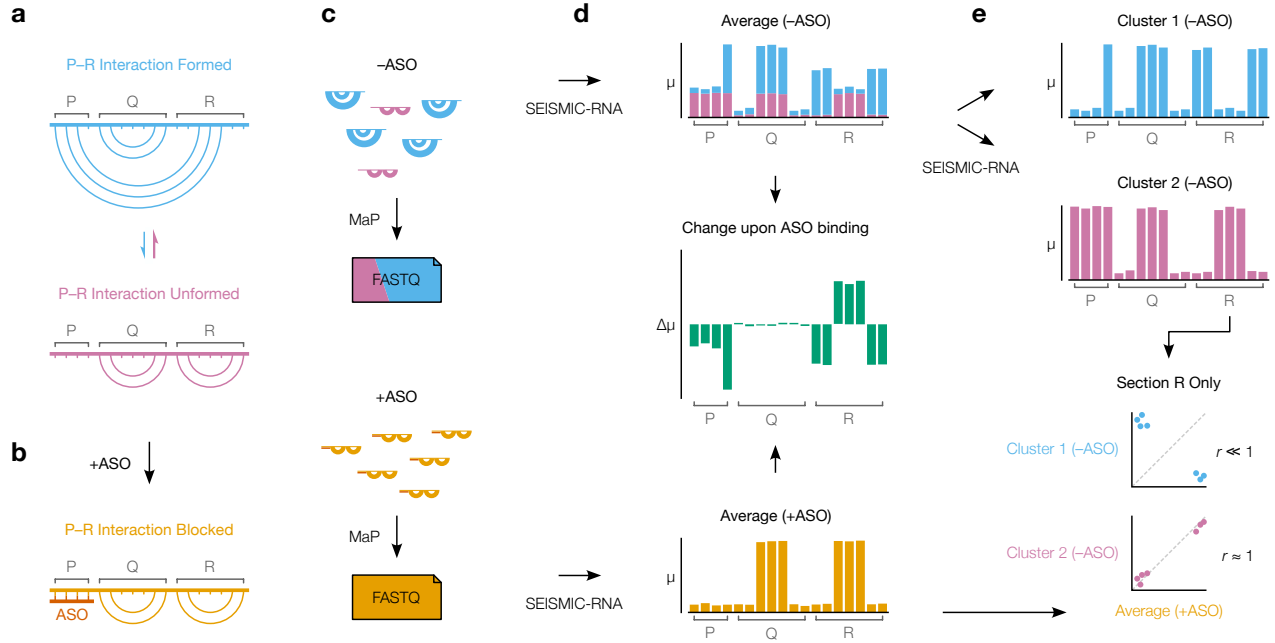 a
P–R Interaction Formed
P Q R
P–R Interaction Unformed
P Q R
b
+ASO
P–R Interaction Blocked
P Q R
ASO
c
–ASO
MaP
FASTQ
+ASO
MaP
FASTQ
SEISMIC-RNA
SEISMIC-RNA
d
Average (–ASO)
μ
P Q R
Change upon ASO binding
Δμ
P Q R
Average (+ASO)
μ
P Q R
e
SEISMIC-RNA
Cluster 1 (–ASO)
μ
P Q R
Cluster 2 (–ASO)
μ
P Q R
Section R Only
Cluster 1 (–ASO)
r ≪ 1
Cluster 2 (–ASO)
r ≈ 1
Average (+ASO)